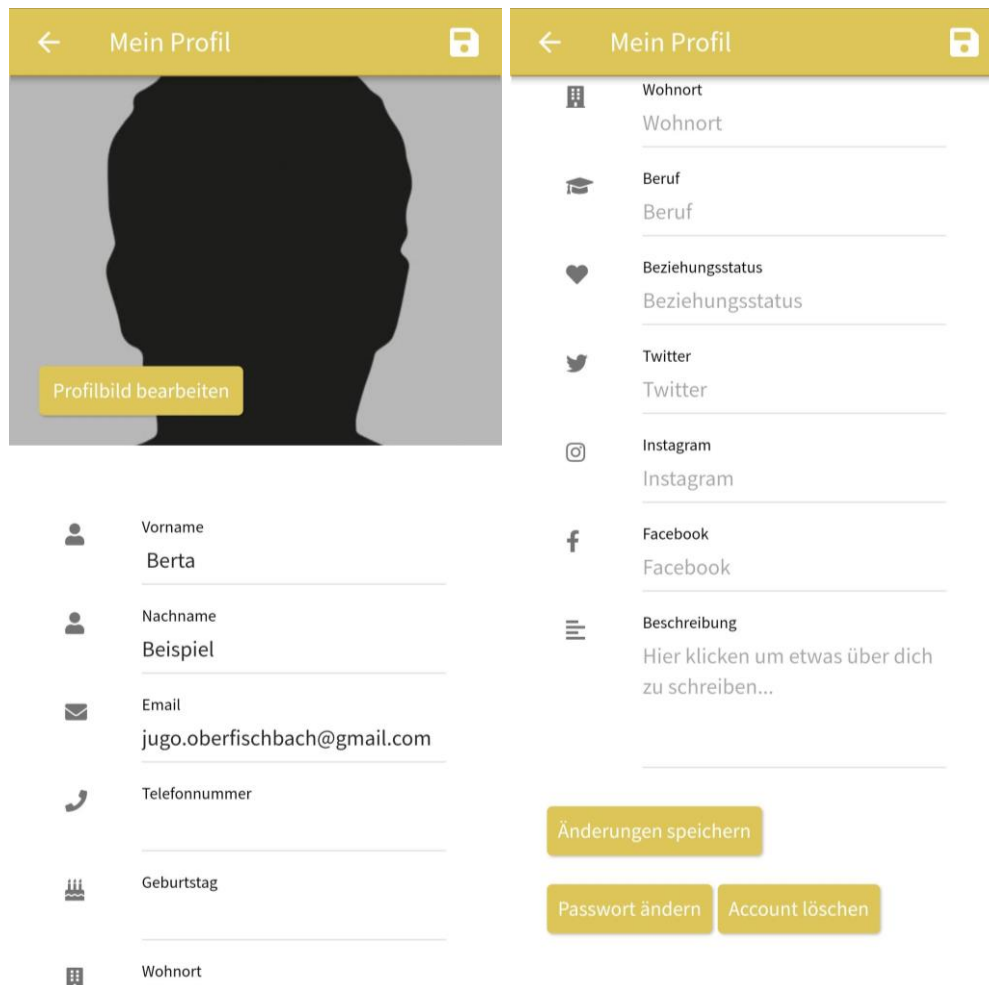 Mein Profil
Profilbild bearbeiten
Vorname
Berta
Nachname
Beispiel
Email
jugo.oberfischbach@gmail.com
Telefonnummer
Geburtstag
Wohnort
Mein Profil
Wohnort
Wohnort
Beruf
Beruf
Beziehungsstatus
Beziehungsstatus
Twitter
Twitter
Instagram
Instagram
Facebook
Facebook
Beschreibung
Hier klicken um etwas über dich
zu schreiben...
Änderungen speichern
Passwort ändern
Account löschen